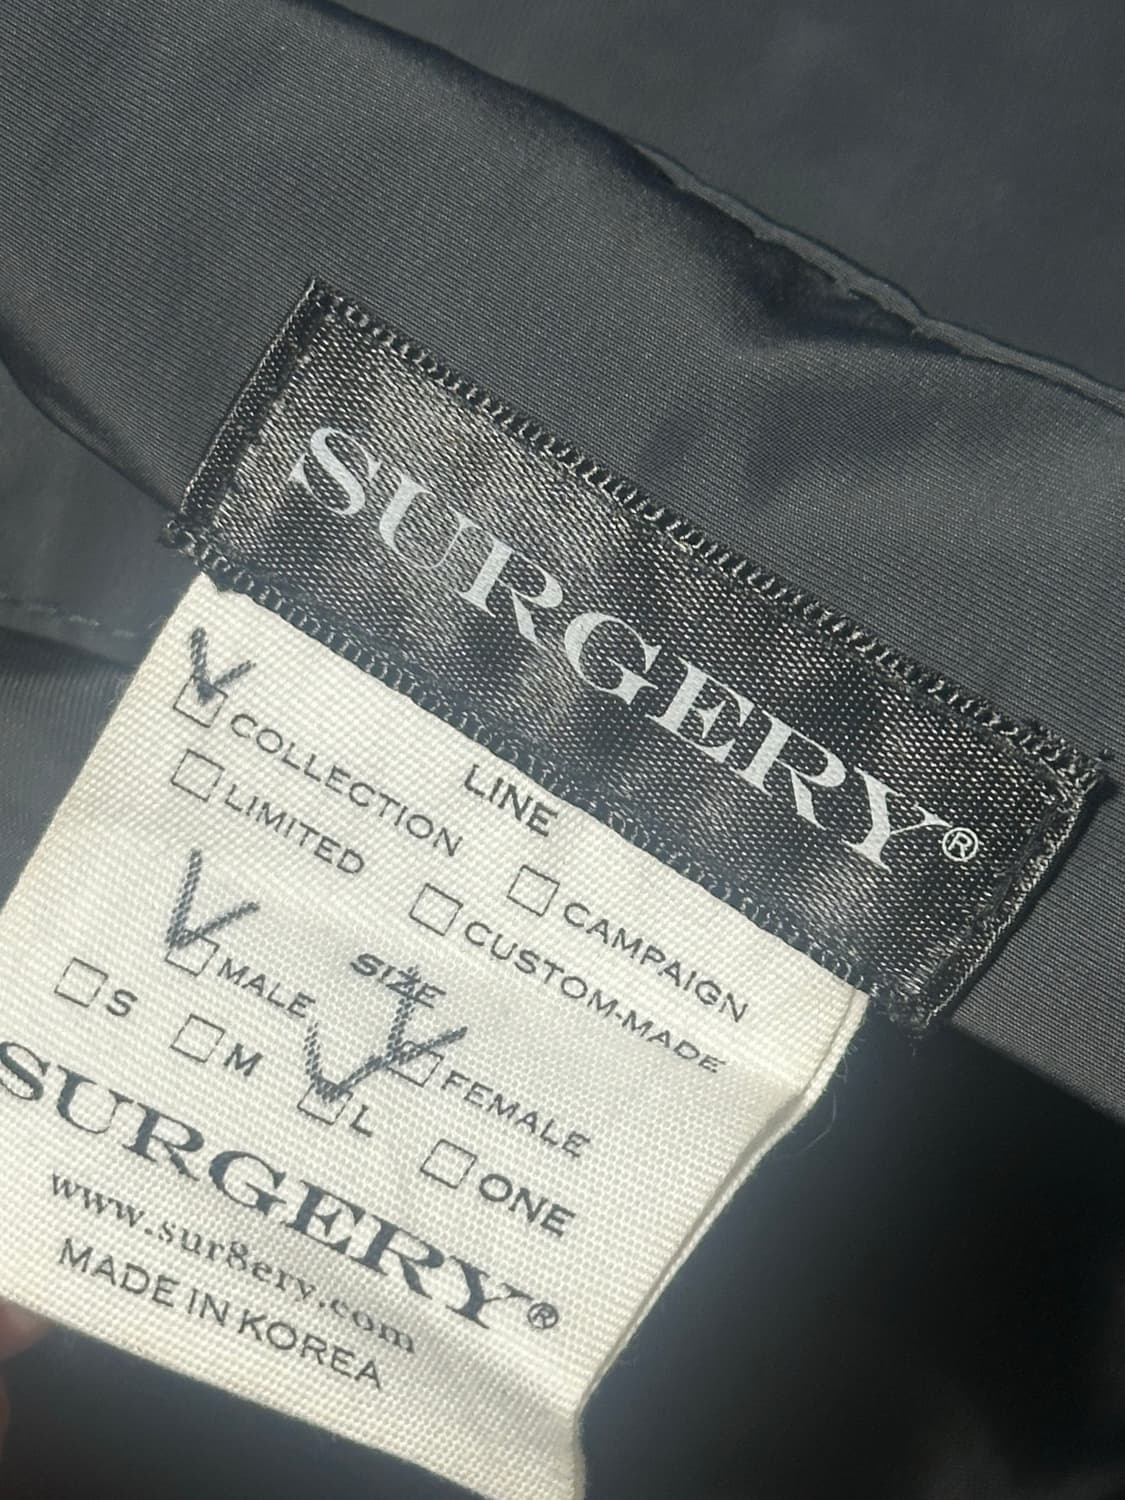 SURGERY®
LINE
☑ COLLECTION ☐ CAMPAIGN
☐ LIMITED ☐ CUSTOM-MADE
SIZE
☑ MALE ☑ FEMALE
☐ S ☐ M ☑ L ☐ ONE
SURGERY®
www.sur8ery.com
MADE IN KOREA